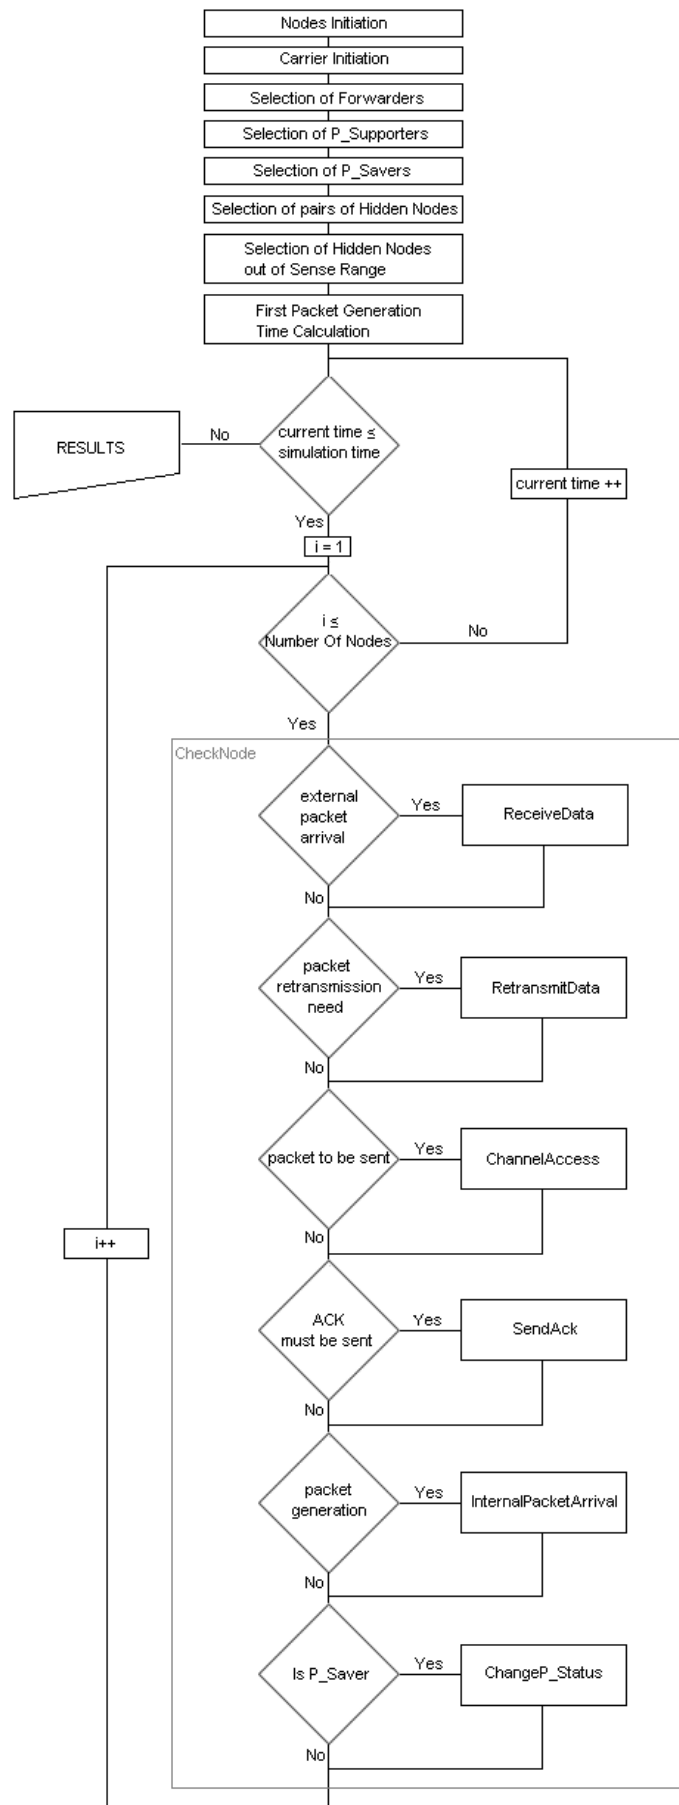 Nodes Initiation
Carrier Initiation
Selection of Forwarders
Selection of P_Supporters
Selection of P_Savers
Selection of pairs of Hidden Nodes
Selection of Hidden Nodes
out of Sense Range
First Packet Generation
Time Calculation
current time ≤
simulation time
No
RESULTS
current time ++
Yes
i = 1
i ≤
Number Of Nodes
No
Yes
CheckNode
external
packet
arrival
Yes
ReceiveData
No
packet
retransmission
need
Yes
RetransmitData
No
packet to be sent
Yes
ChannelAccess
No
i++
ACK
must be sent
Yes
SendAck
No
packet
generation
Yes
InternalPacketArrival
No
Is P_Saver
Yes
ChangeP_Status
No